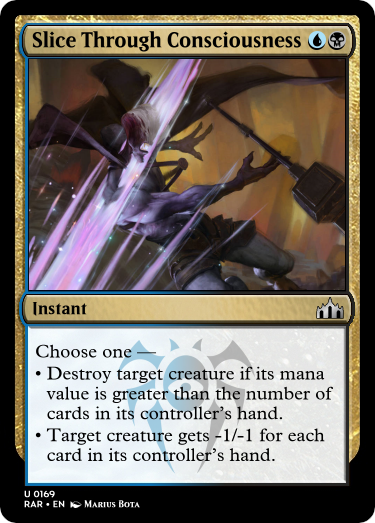 Slice Through Consciousness
Instant
Choose one —
• Destroy target creature if its mana
value is greater than the number of
cards in its controller's hand.
• Target creature gets -1/-1 for each
card in its controller's hand.
U 0169
RAR • EN Marius Bota